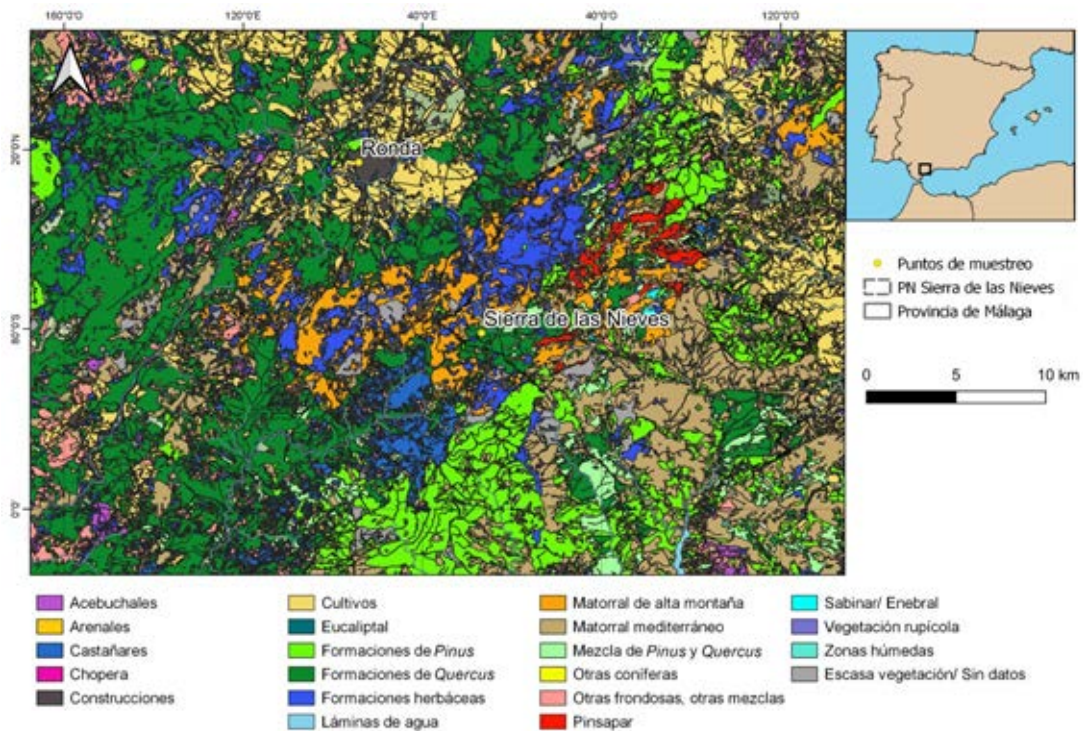 160°0'0 120°0'E 40°0'E 40°0'0 120°0'0
20°0'N
Ronda
Sierra de las Nieves
60°0'S
0°0'
Puntos de muestreo
PN Sierra de las Nieves
Provincia de Málaga
0 5 10 km
Acebuchales
Arenales
Castañares
Chopera
Construcciones
Cultivos
Eucaliptal
Formaciones de Pinus
Formaciones de Quercus
Formaciones herbáceas
Láminas de agua
Matorral de alta montaña
Matorral mediterráneo
Mezcla de Pinus y Quercus
Otras coníferas
Otras frondosas, otras mezclas
Pinsapar
Sabinar/ Enebral
Vegetación rupícola
Zonas húmedas
Escasa vegetación/ Sin datos